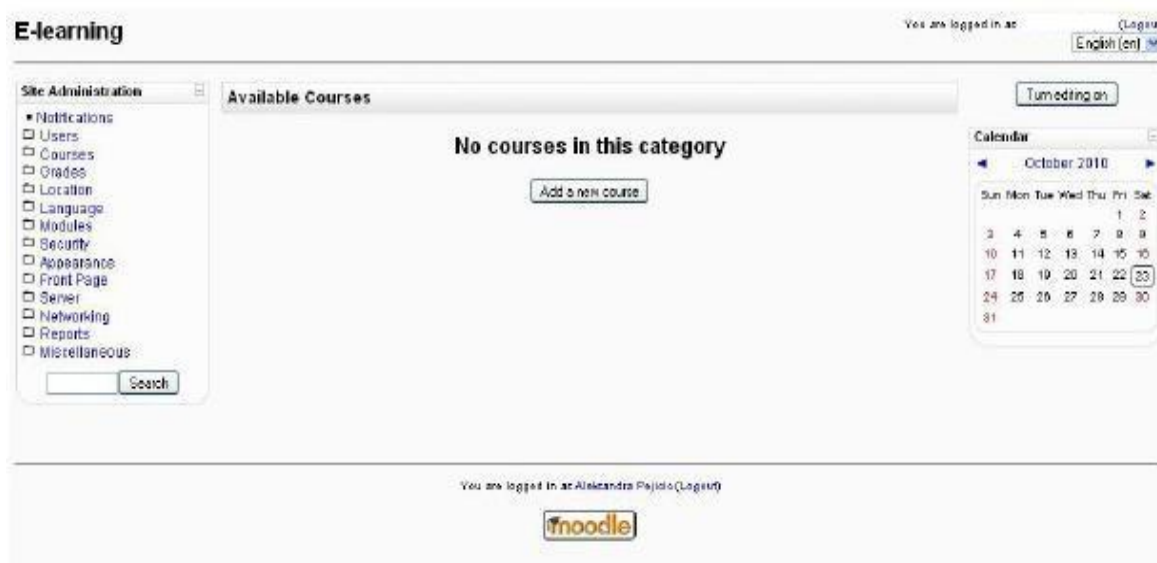 E-learning
You are logged in as (Logou
English (en)
Site Administration
Notifications
Users
Courses
Grades
Location
Language
Modules
Security
Appearance
Front Page
Server
Networking
Reports
Miscellaneous
Search
Available Courses
No courses in this category
Add a new course
Turn editing on
Calendar
October 2010
Sun Mon Tue Wed Thu Fri Sat
1 2
3 4 5 6 7 8 9
10 11 12 13 14 15 16
17 18 19 20 21 22 23
24 25 26 27 28 29 30
31
You are logged in as Aleksandra (Logout)
moodle